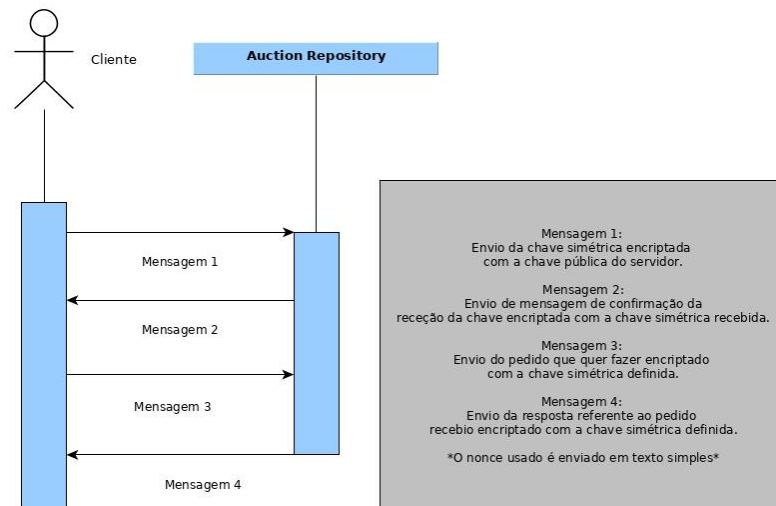 Cliente
Auction Repository
Mensagem 1
Mensagem 2
Mensagem 3
Mensagem 4
Mensagem 1:
Envio da chave simétrica encriptada
com a chave pública do servidor.
Mensagem 2:
Envio de mensagem de confirmação da
receção da chave encriptada com a chave simétrica recebida.
Mensagem 3:
Envio do pedido que quer fazer encriptado
com a chave simétrica definida.
Mensagem 4:
Envio da resposta referente ao pedido
recebio encriptado com a chave simétrica definida.
*O nonce usado é enviado em texto simples*